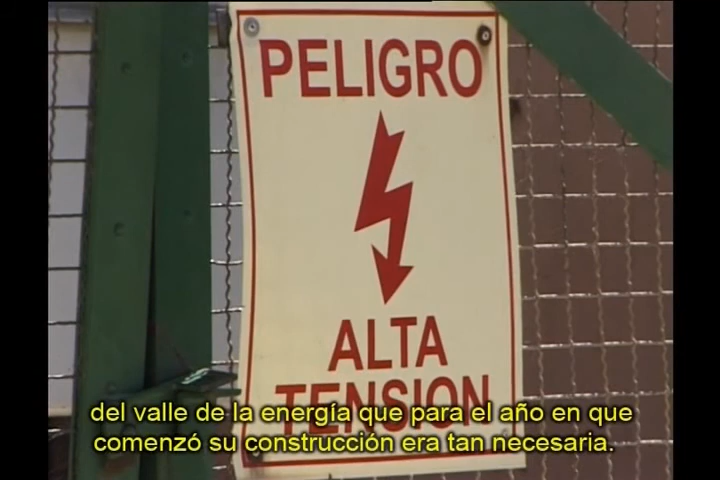 PELIGRO
ALTA
TENSION
del valle de la energía que para el año en que
comenzó su construcción era tan necesaria.